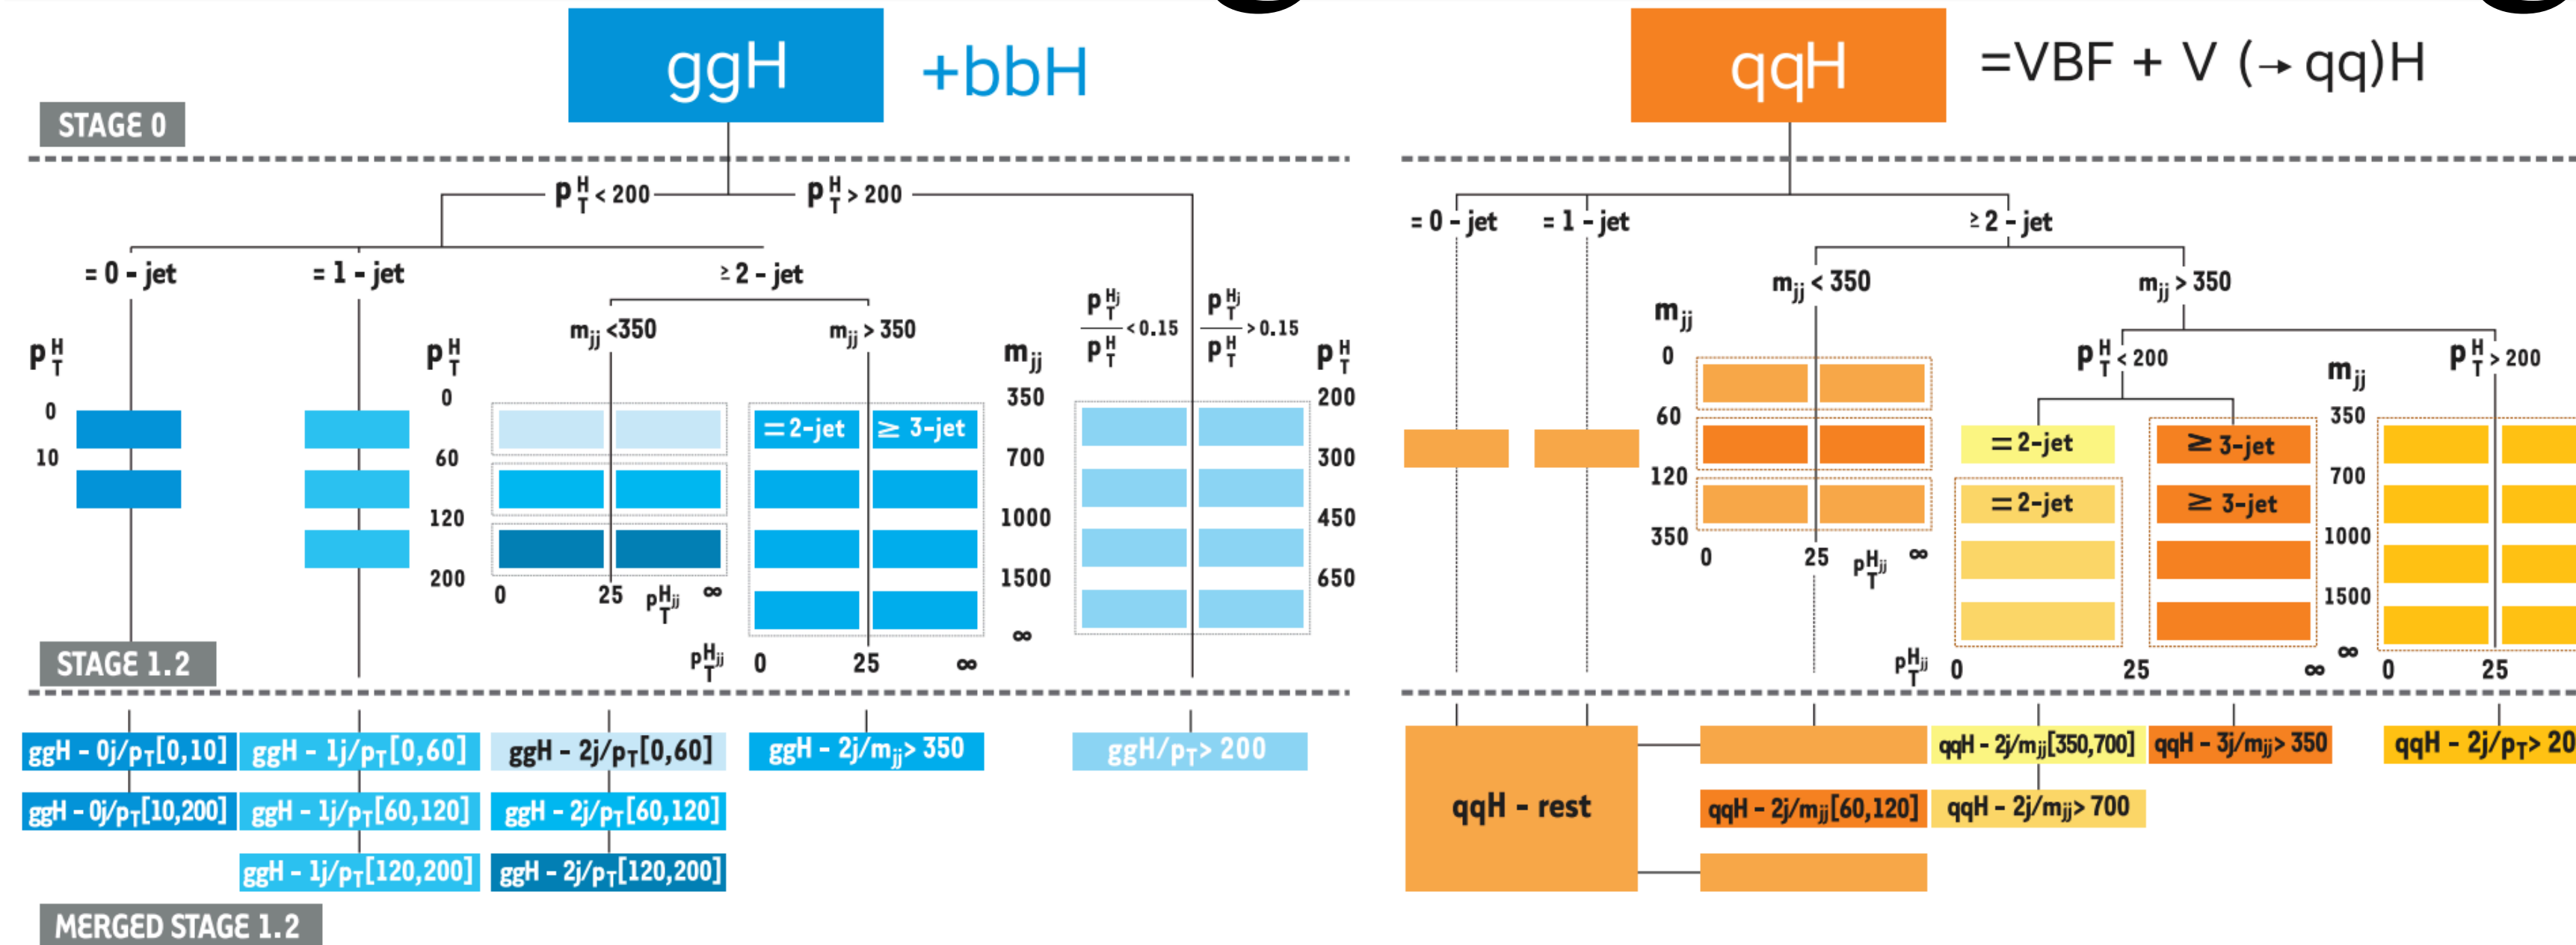 ggH +bbH
qqH =VBF + V (→ qq)H
STAGE 0
p_T^H < 200 p_T^H > 200
= 0 - jet = 1 - jet ≥ 2 - jet
= 0 - jet = 1 - jet ≥ 2 - jet
m_jj <350 m_jj > 350
p_T^Hj / p_T^H < 0.15 p_T^Hj / p_T^H > 0.15
m_jj < 350 m_jj > 350
p_T^H < 200 p_T^H > 200
p_T^H
0
10
p_T^H
0
60
120
200
0 25 p_T^Hjj ∞
= 2-jet ≥ 3-jet
p_T^Hjj 0 25 ∞
m_jj
350
700
1000
1500
∞
p_T^H
200
300
450
650
m_jj
0
60
120
350
0 25 p_T^Hjj ∞
= 2-jet ≥ 3-jet
= 2-jet ≥ 3-jet
p_T^Hjj 0 25 ∞
m_jj
350
700
1000
1500
∞
0 25
STAGE 1.2
ggH - 0j/p_T[0,10] ggH - 1j/p_T[0,60] ggH - 2j/p_T[0,60] ggH - 2j/m_jj> 350 ggH/p_T> 200
ggH - 0j/p_T[10,200] ggH - 1j/p_T[60,120] ggH - 2j/p_T[60,120]
ggH - 1j/p_T[120,200] ggH - 2j/p_T[120,200]
qqH - rest
qqH - 2j/m_jj[350,700] qqH - 3j/m_jj> 350 qqH - 2j/p_T> 20
qqH - 2j/m_jj[60,120] qqH - 2j/m_jj> 700
MERGED STAGE 1.2